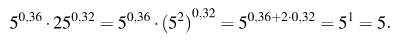 5^{0,36} · 25^{0,32} = 5^{0,36} · (5^2)^{0,32} = 5^{0,36+2·0,32} = 5^1 = 5.